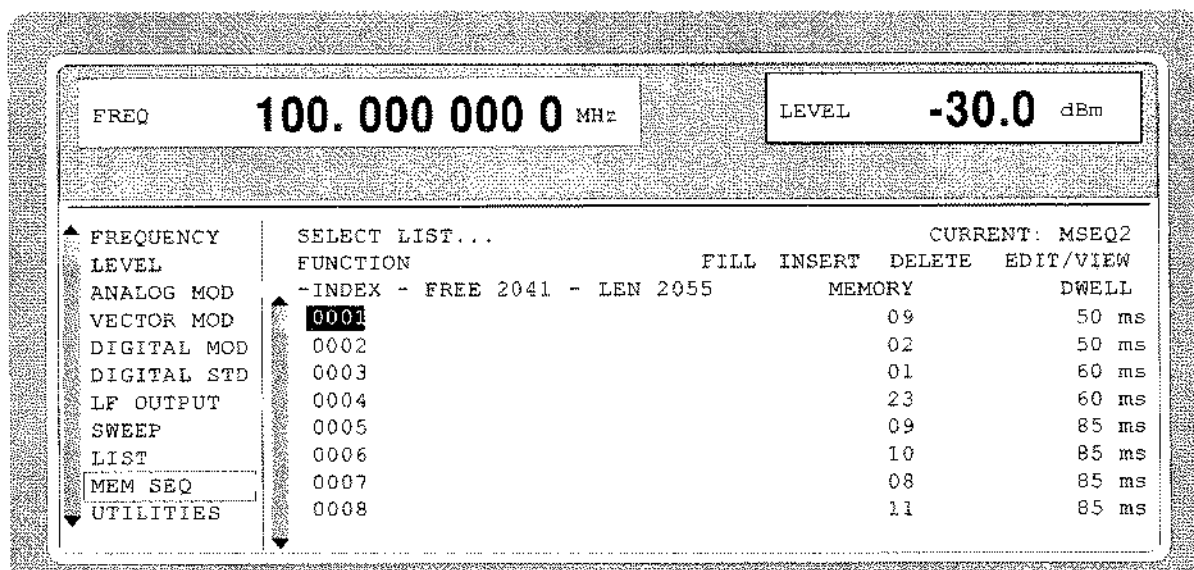 FREQ 100. 000 000 0 MHz
LEVEL -30.0 dBm
FREQUENCY
LEVEL
ANALOG MOD
VECTOR MOD
DIGITAL MOD
DIGITAL STD
LF OUTPUT
SWEEP
LIST
MEM SEQ
UTILITIES
SELECT LIST... CURRENT: MSEQ2
FUNCTION FILL INSERT DELETE EDIT/VIEW
-INDEX - FREE 2041 - LEN 2055 MEMORY DWELL
0001 09 50 ms
0002 02 50 ms
0003 01 60 ms
0004 23 60 ms
0005 09 85 ms
0006 10 85 ms
0007 08 85 ms
0008 11 85 ms